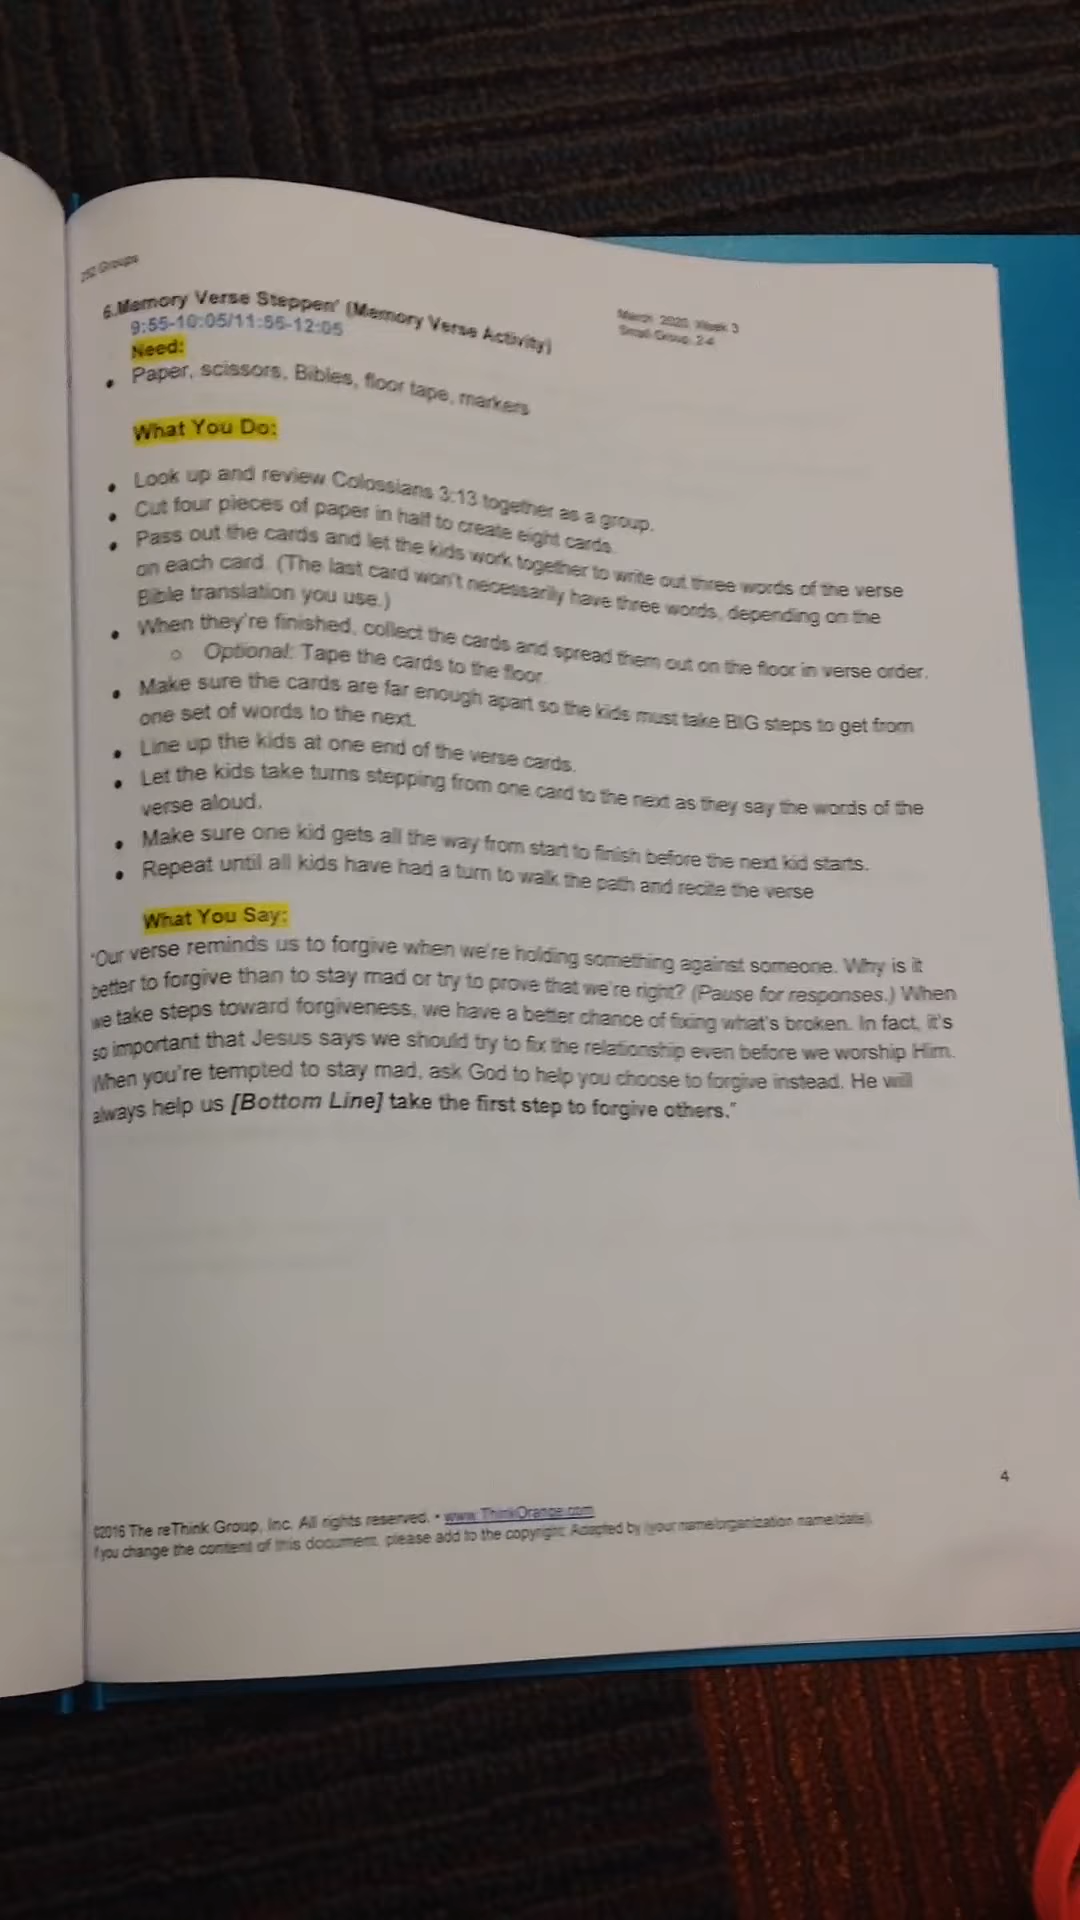 252 Groups
March 2020, Week 3
Small Group, 2-4
6.Memory Verse Steppen' (Memory Verse Activity)
9:55-10:05/11:55-12:05
Need:
• Paper, scissors, Bibles, floor tape, markers
What You Do:
• Look up and review Colossians 3:13 together as a group.
• Cut four pieces of paper in half to create eight cards.
• Pass out the cards and let the kids work together to write out three words of the verse
on each card. (The last card won't necessarily have three words, depending on the
Bible translation you use.)
• When they're finished, collect the cards and spread them out on the floor in verse order.
o Optional: Tape the cards to the floor.
• Make sure the cards are far enough apart so the kids must take BIG steps to get from
one set of words to the next.
• Line up the kids at one end of the verse cards.
• Let the kids take turns stepping from one card to the next as they say the words of the
verse aloud.
• Make sure one kid gets all the way from start to finish before the next kid starts.
• Repeat until all kids have had a turn to walk the path and recite the verse
What You Say:
"Our verse reminds us to forgive when we're holding something against someone. Why is it
better to forgive than to stay mad or try to prove that we're right? (Pause for responses.) When
we take steps toward forgiveness, we have a better chance of fixing what's broken. In fact, it's
so important that Jesus says we should try to fix the relationship even before we worship Him.
When you're tempted to stay mad, ask God to help you choose to forgive instead. He will
always help us [Bottom Line] take the first step to forgive others."
4
©2016 The reThink Group, Inc. All rights reserved. • www.ThinkOrange.com
If you change the content of this document, please add to the copyright: Adapted by (your name/organization name/date).